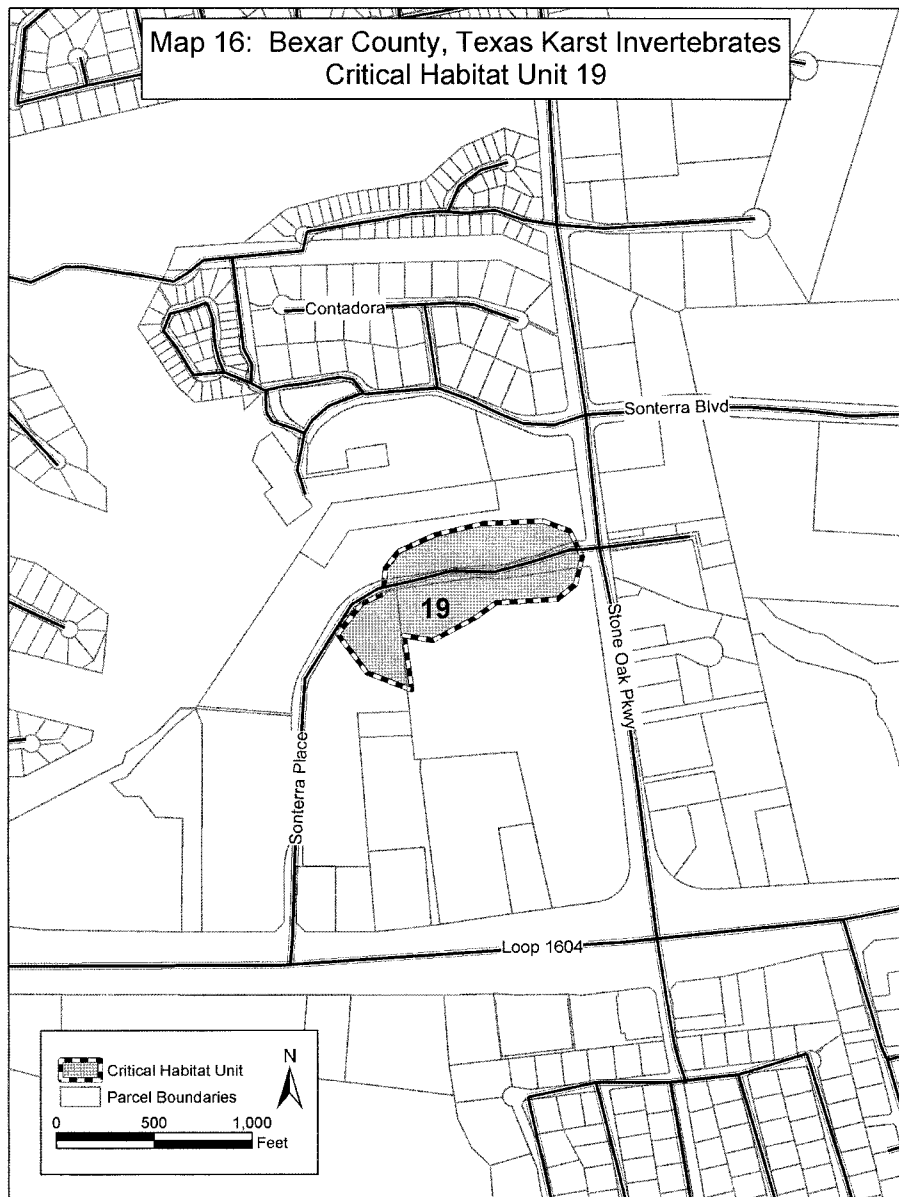 Map 16: Bexar County, Texas Karst Invertebrates
Critical Habitat Unit 19
Contadora
Sonterra Blvd
19
Stone Oak Pkwy
Sonterra Place
Loop 1604
Critical Habitat Unit
Parcel Boundaries
N
0 500 1,000
Feet